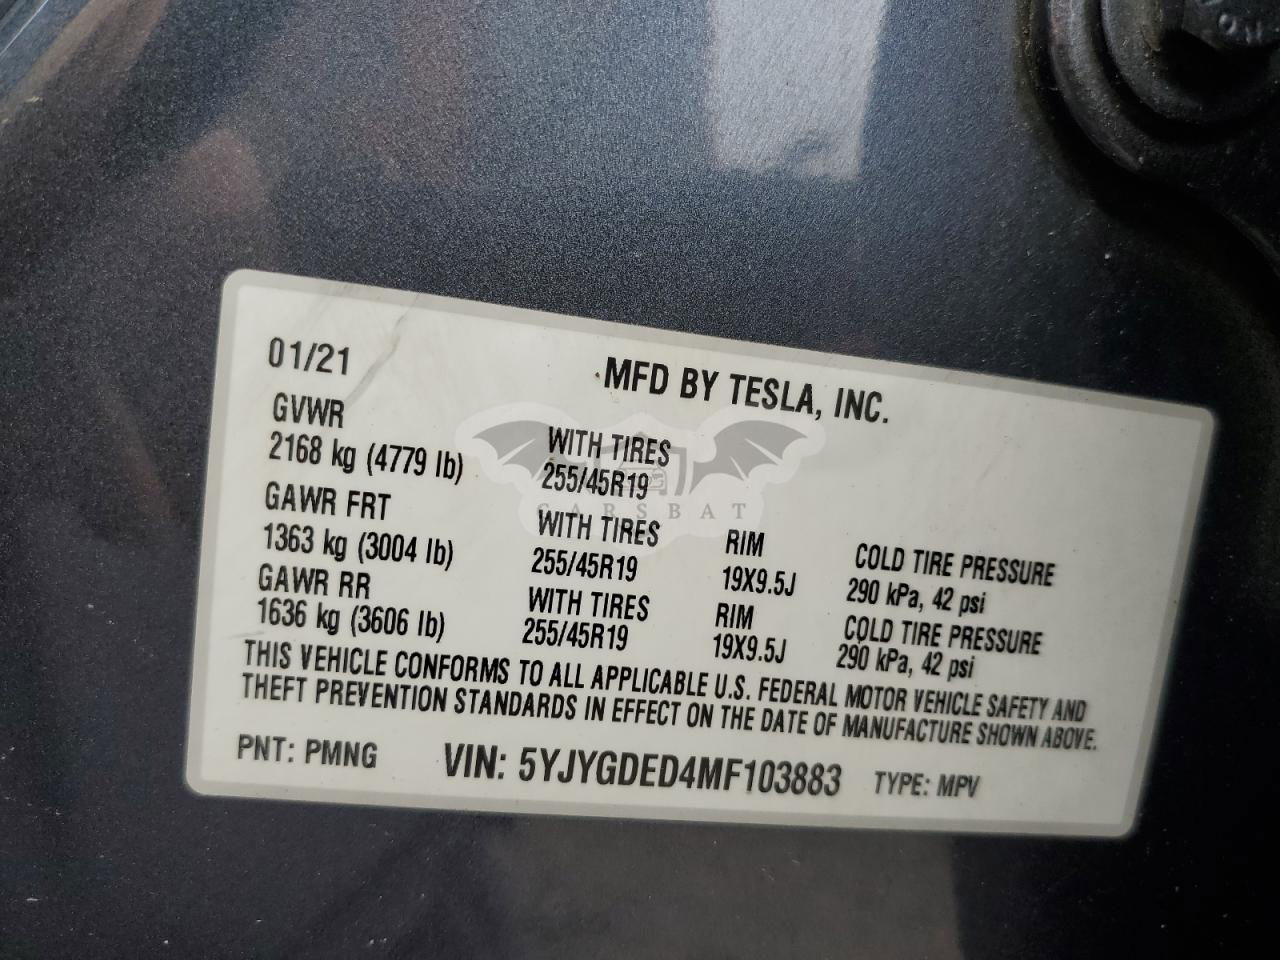 01/21 MFD BY TESLA, INC.
GVWR WITH TIRES
2168 kg (4779 lb) 255/45R19
GAWR FRT WITH TIRES RIM COLD TIRE PRESSURE
1363 kg (3004 lb) 255/45R19 19X9.5J 290 kPa, 42 psi
GAWR RR WITH TIRES RIM COLD TIRE PRESSURE
1636 kg (3606 lb) 255/45R19 19X9.5J 290 kPa, 42 psi
THIS VEHICLE CONFORMS TO ALL APPLICABLE U.S. FEDERAL MOTOR VEHICLE SAFETY AND
THEFT PREVENTION STANDARDS IN EFFECT ON THE DATE OF MANUFACTURE SHOWN ABOVE.
PNT: PMNG VIN: 5YJYGDED4MF103883 TYPE: MPV
CARSBAT